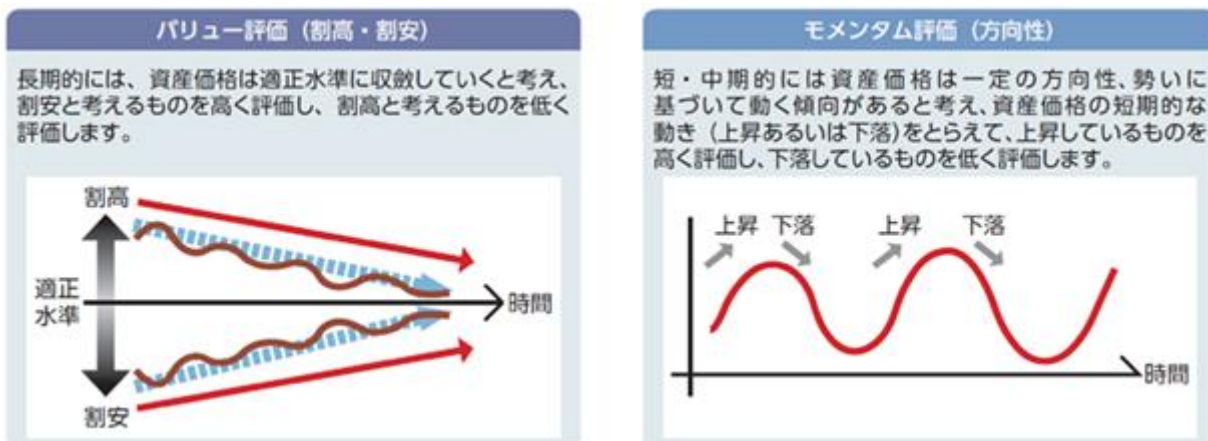 バリュー評価（割高・割安）
長期的には、資産価格は適正水準に収斂していくと考え、
割安と考えるものを高く評価し、割高と考えるものを低く
評価します。
割高
適正
水準
時間
割安
モメンタム評価（方向性）
短・中期的には資産価格は一定の方向性、勢いに
基づいて動く傾向があると考え、資産価格の短期的な
動き（上昇あるいは下落）をとらえて、上昇しているものを
高く評価し、下落しているものを低く評価します。
上昇 下落 上昇 下落
時間